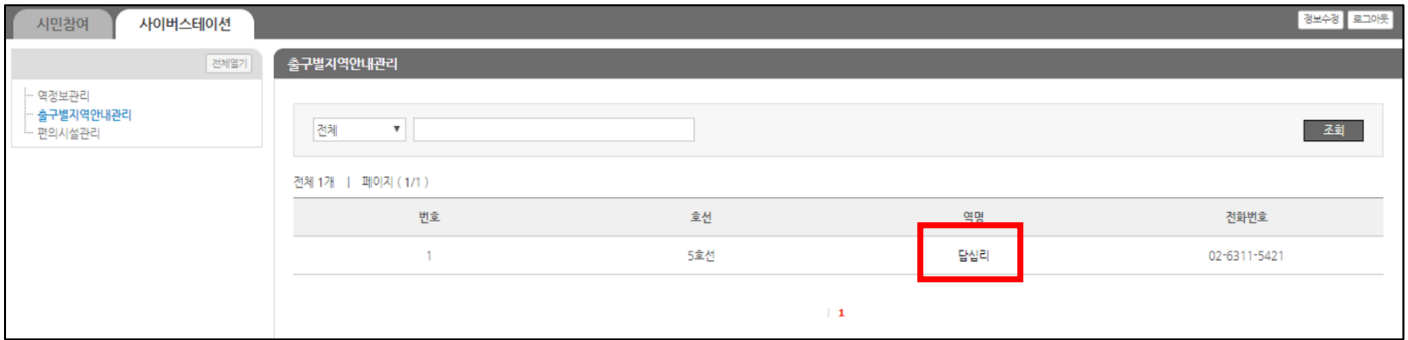 시민참여 사이버스테이션 정보수정 로그아웃
전체열기 출구별지역안내관리
역정보관리
출구별지역안내관리
편의시설관리
전체 ▼ 조회
전체 1개 | 페이지 ( 1/1 )
번호 호선 역명 전화번호
1 5호선 답십리 02-6311-5421
| 1